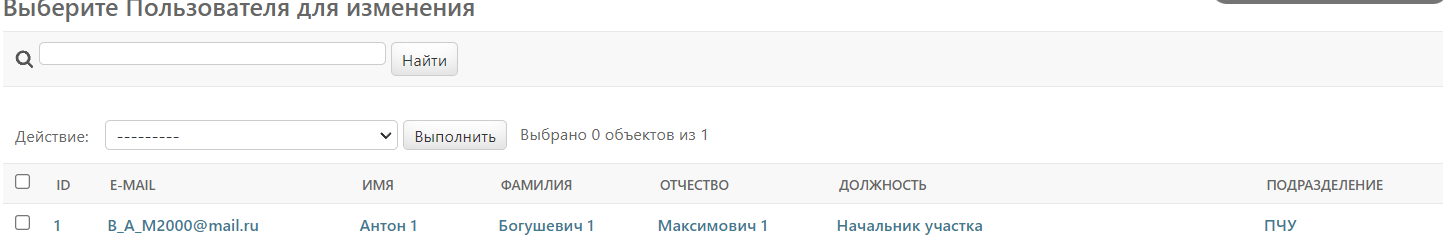 Выберите Пользователя для изменения
Найти
Действие: --------- Выполнить Выбрано 0 объектов из 1
ID E-MAIL ИМЯ ФАМИЛИЯ ОТЧЕСТВО ДОЛЖНОСТЬ ПОДРАЗДЕЛЕНИЕ
1 B_A_M2000@mail.ru Антон 1 Богушевич 1 Максимович 1 Начальник участка ПЧУ